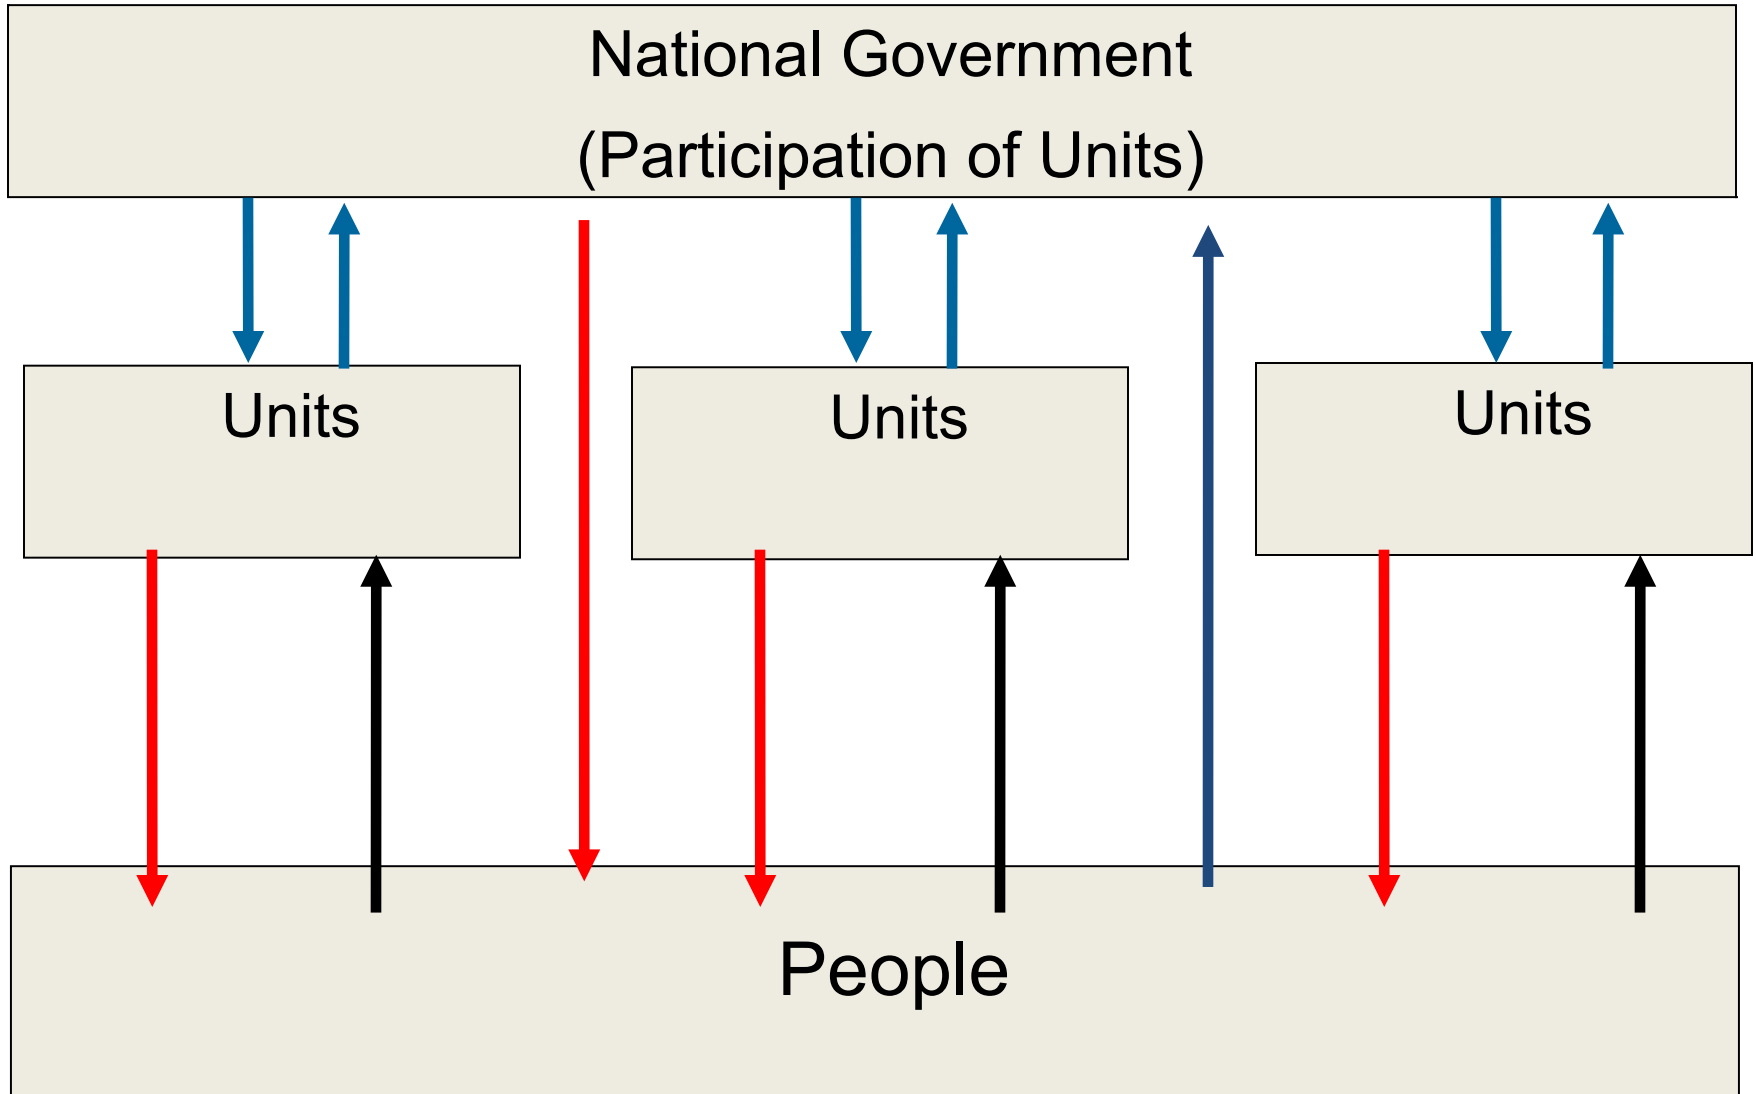 National Government
(Participation of Units)
Units
Units
Units
People